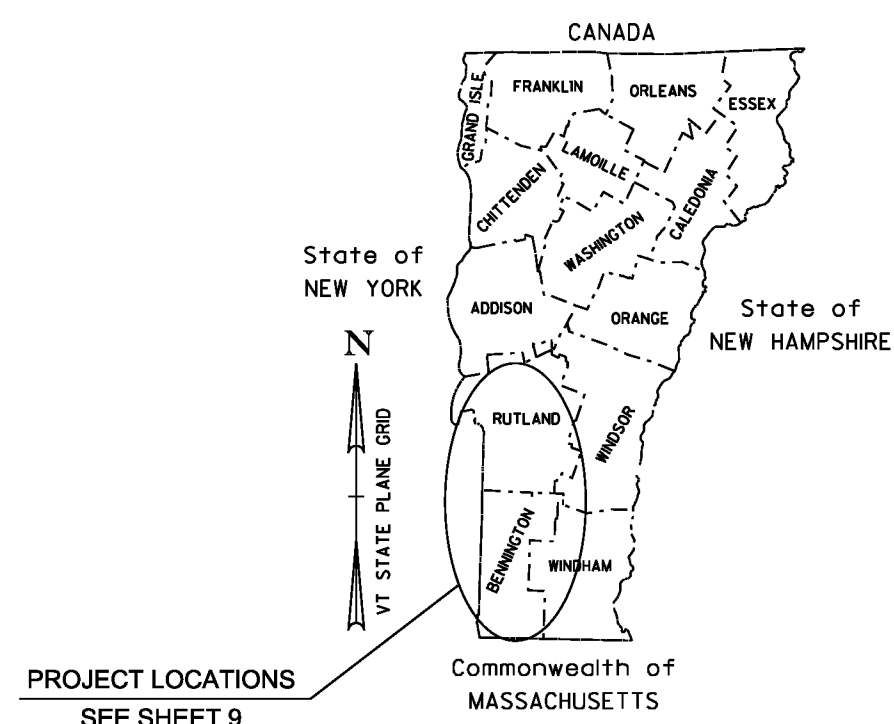 CANADA
GRAND ISLE
FRANKLIN
ORLEANS
ESSEX
LAMOILLE
CHITTENDEN
CALEDONIA
WASHINGTON
State of
NEW YORK
ADDISON
ORANGE
State of
NEW HAMPSHIRE
N
VT STATE PLANE GRID
RUTLAND
WINDSOR
BENNINGTON
WINDHAM
PROJECT LOCATIONS
SEE SHEET 9
Commonwealth of
MASSACHUSETTS